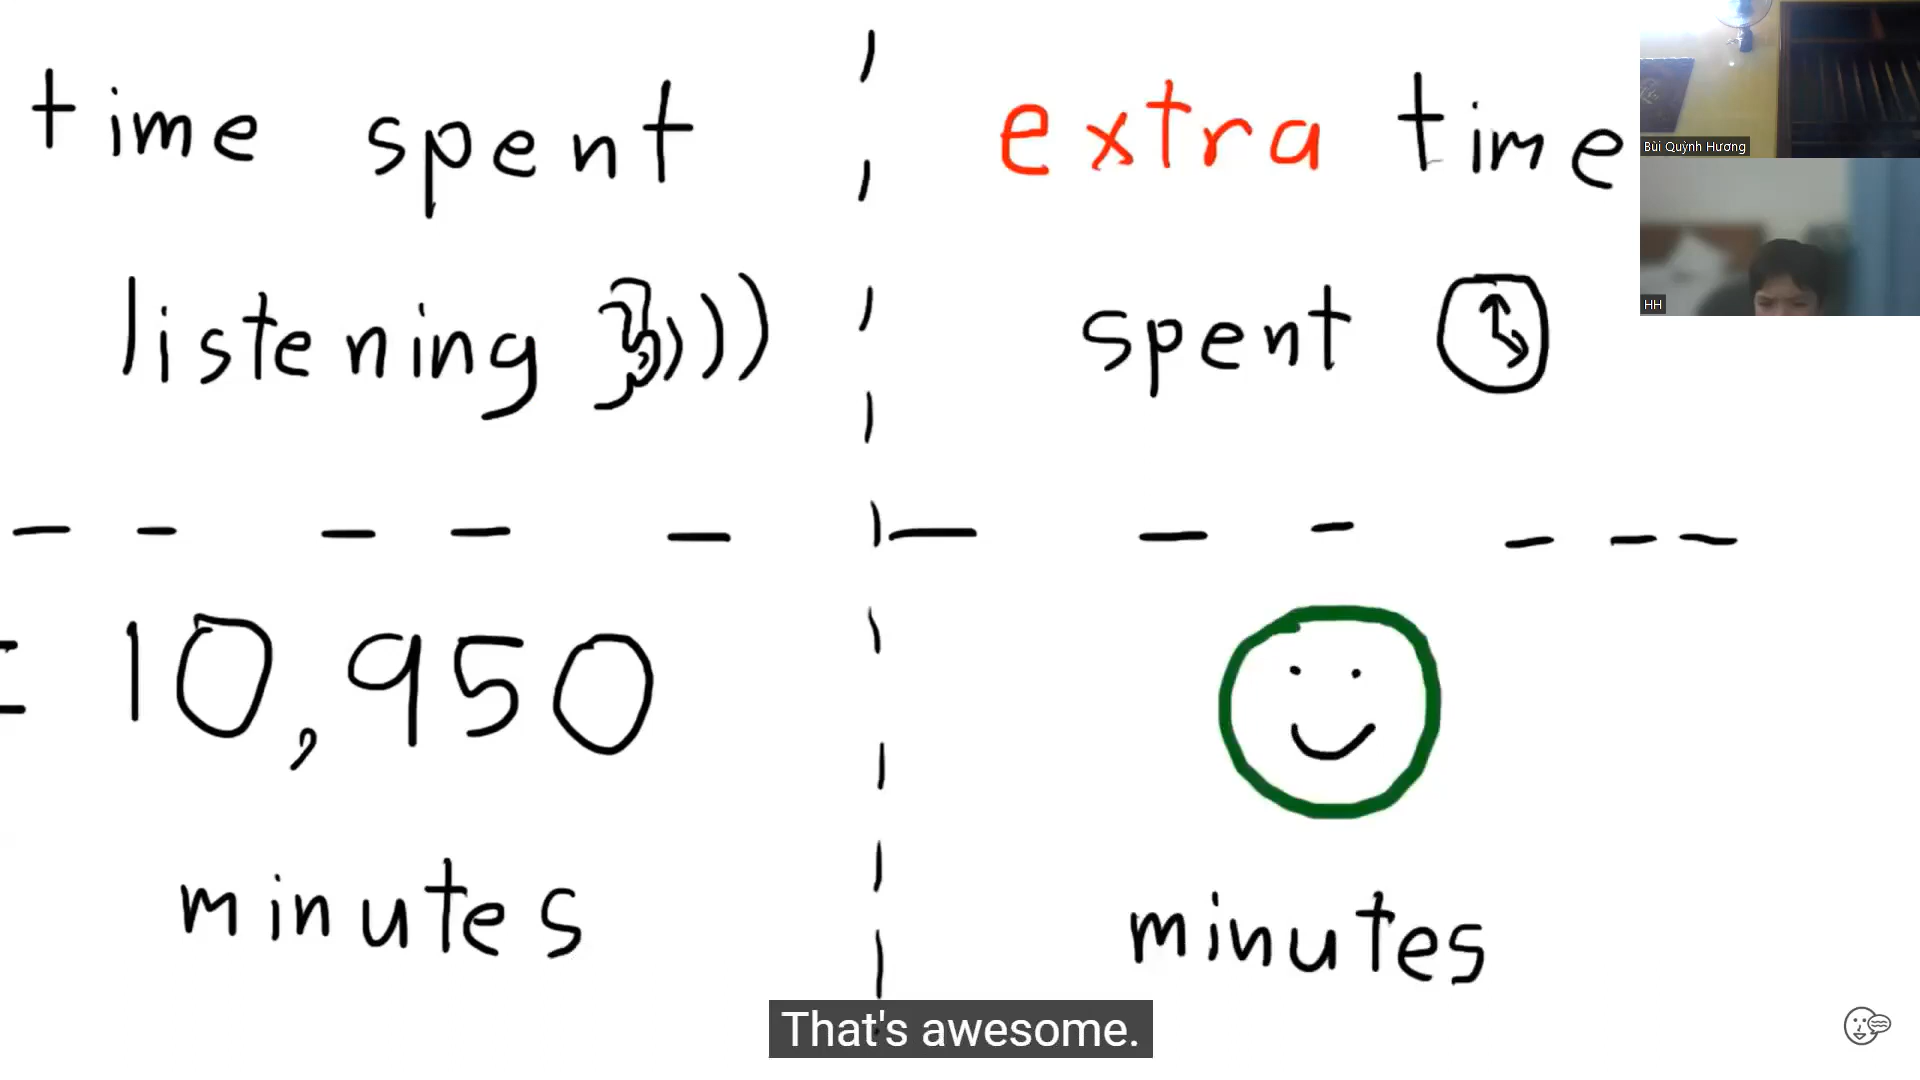 time spent
listening
= 10,950
minutes
extra time
spent
minutes
That's awesome.
Bùi Quỳnh Hương
HH